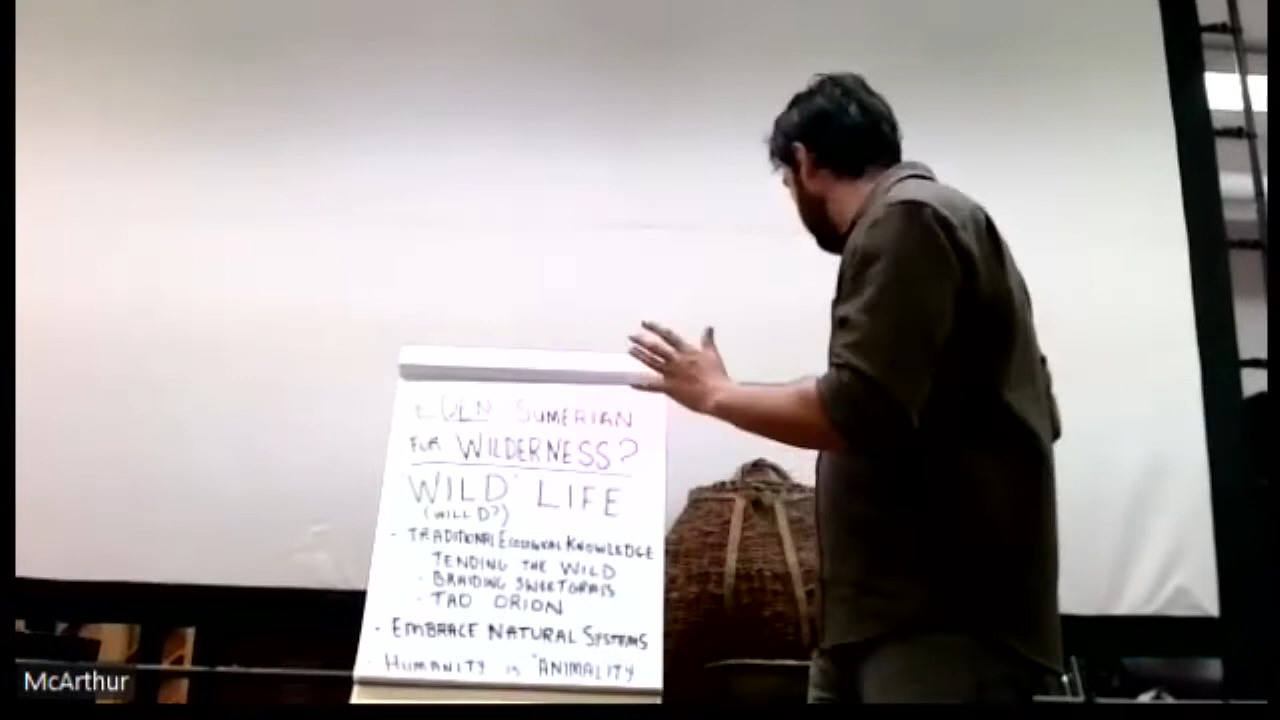 SUMERIAN
FOR WILDERNESS?
WILD LIFE
(WILL D?)
- TRADITIONAL ECOLOGICAL KNOWLEDGE
TENDING THE WILD
- BRAIDING SWEETGRASS
- TAO ORION
- EMBRACE NATURAL SYSTEMS
- HUMANITY IS "ANIMALITY
McArthur